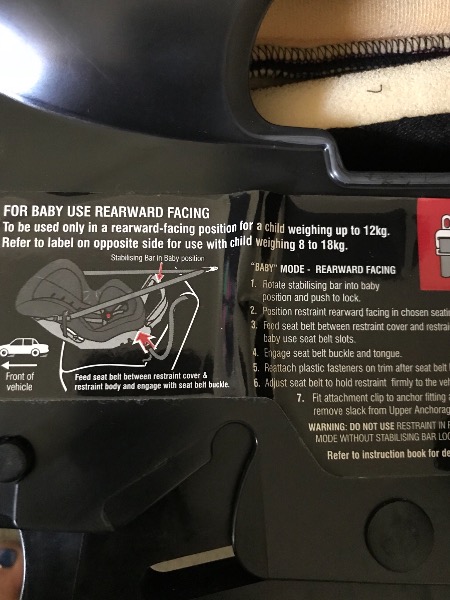 FOR BABY USE REARWARD FACING
To be used only in a rearward-facing position for a child weighing up to 12kg.
Refer to label on opposite side for use with child weighing 8 to 18kg.
Stabilising Bar in Baby position
Front of
vehicle
Feed seat belt between restraint cover &
restraint body and engage with seat belt buckle.
"BABY" MODE - REARWARD FACING
1. Rotate stabilising bar into baby
position and push to lock.
2. Position restraint rearward facing in chosen
3. Feed seat belt between restraint cover and
baby use seat belt slots.
4. Engage seat belt buckle and tongue.
5. Reattach plastic fasteners on trim after seat belt
6. Adjust seat belt to hold restraint firmly to the
7. Fit attachment clip to anchor fitting
remove slack from Upper
WARNING: DO NOT USE RESTRAINT IN
MODE WITHOUT STABILISING BAR
Refer to instruction book for